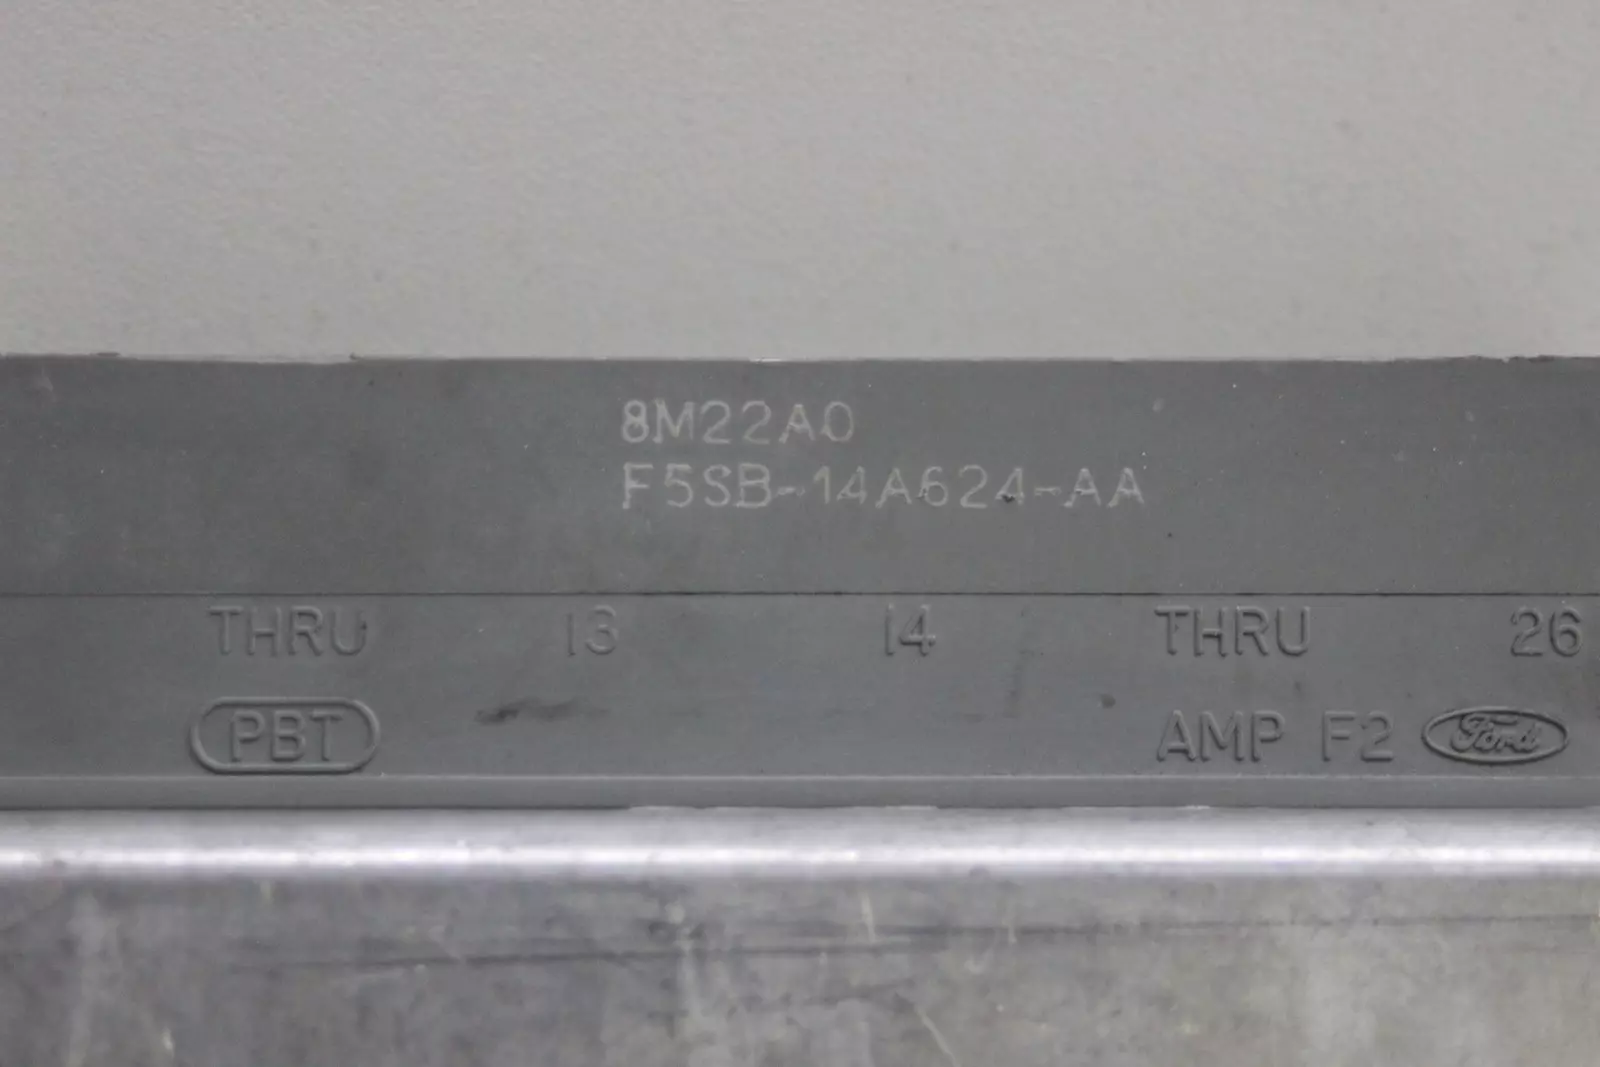 8M22A0
F5SB-14A624-AA
THRU 13 14 THRU 26
PBT AMP F2 Ford